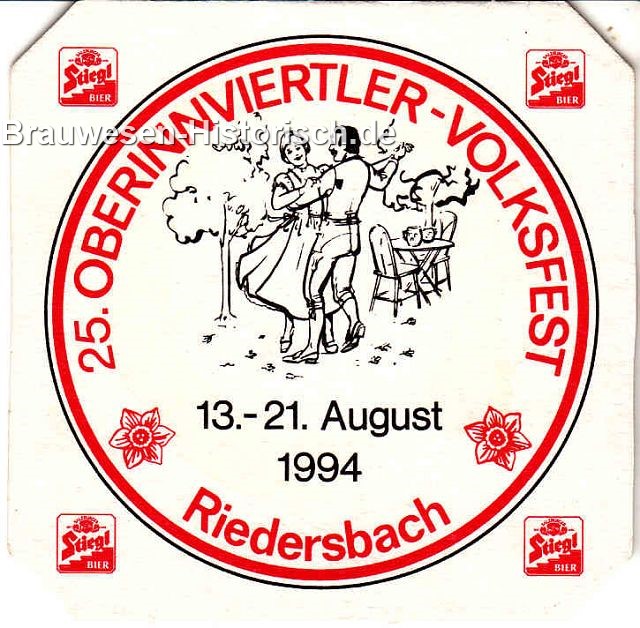 Stiegl
BIER
Stiegl
BIER
25. OBERINNVIERTLER-VOLKSFEST
Brauwesen-Historisch.de
13.-21. August
1994
Riedersbach
Stiegl
BIER
Stiegl
BIER